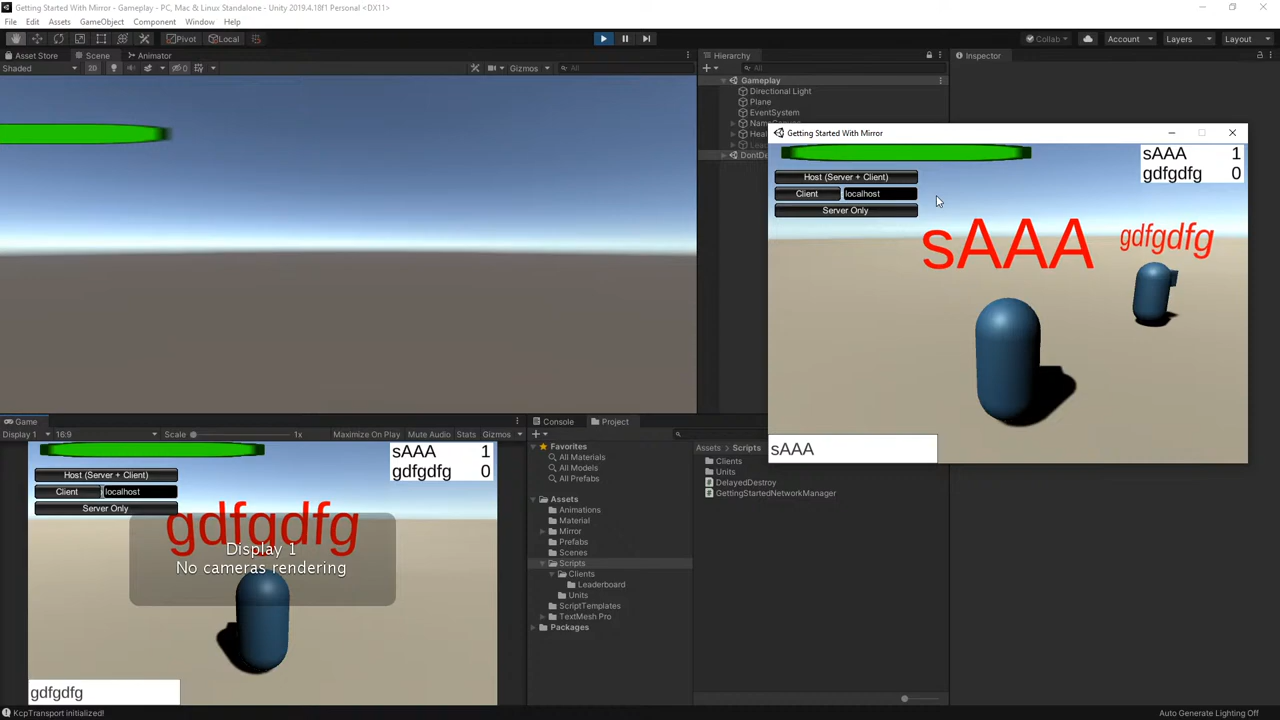 Getting Started With Mirror - Gameplay - PC, Mac & Linux Standalone - Unity 2019.4.18f1 Personal <DX11>
File Edit Assets GameObject Component Window Help
Pivot Local Collab Account Layers Layout
Asset Store Scene Animator
Shaded 2D 0 Gizmos All
Hierarchy
All
Gameplay
Directional Light
Plane
EventSystem
Inspector
Getting Started With Mirror
sAAA 1
gdfgdfg 0
Host (Server + Client)
Client localhost
Server Only
sAAA
gdfgdfg
sAAA
Game
Display 1 16:9 Scale 1x Maximize On Play Mute Audio Stats Gizmos
sAAA 1
gdfgdfg 0
Host (Server + Client)
Client localhost
Server Only
gdfgdfg
Display 1
No cameras rendering
gdfgdfg
Console Project
Favorites
All Materials
All Models
All Prefabs
Assets
Animations
Material
Mirror
Prefabs
Scenes
Scripts
Clients
Leaderboard
Units
ScriptTemplates
TextMesh Pro
Packages
Assets > Scripts
Clients
Units
DelayedDestroy
GettingStartedNetworkManager
KcpTransport initialized!
Auto Generate Lighting Off